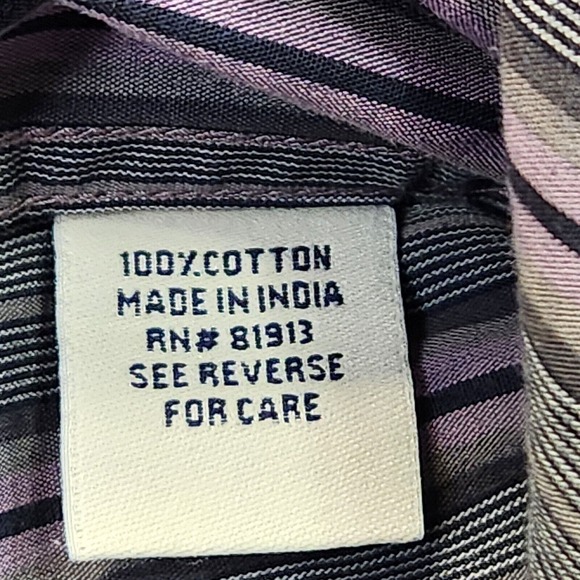 100% COTTON
MADE IN INDIA
RN# 81913
SEE REVERSE
FOR CARE